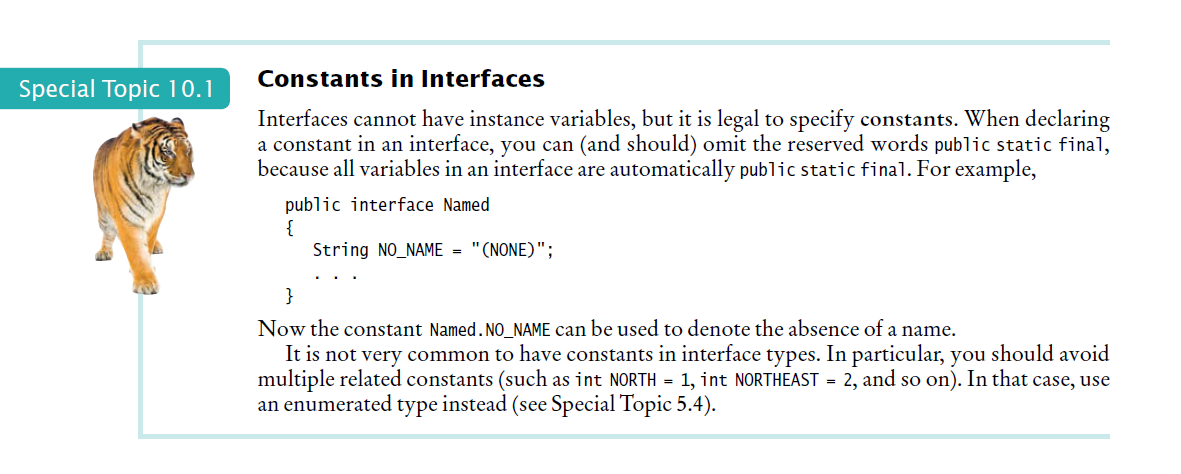 Special Topic 10.1
Constants in Interfaces
Interfaces cannot have instance variables, but it is legal to specify constants. When declaring
a constant in an interface, you can (and should) omit the reserved words public static final,
because all variables in an interface are automatically public static final. For example,
public interface Named
{
String NO_NAME = "(NONE)";
. . .
}
Now the constant Named.NO_NAME can be used to denote the absence of a name.
It is not very common to have constants in interface types. In particular, you should avoid
multiple related constants (such as int NORTH = 1, int NORTHEAST = 2, and so on). In that case, use
an enumerated type instead (see Special Topic 5.4).